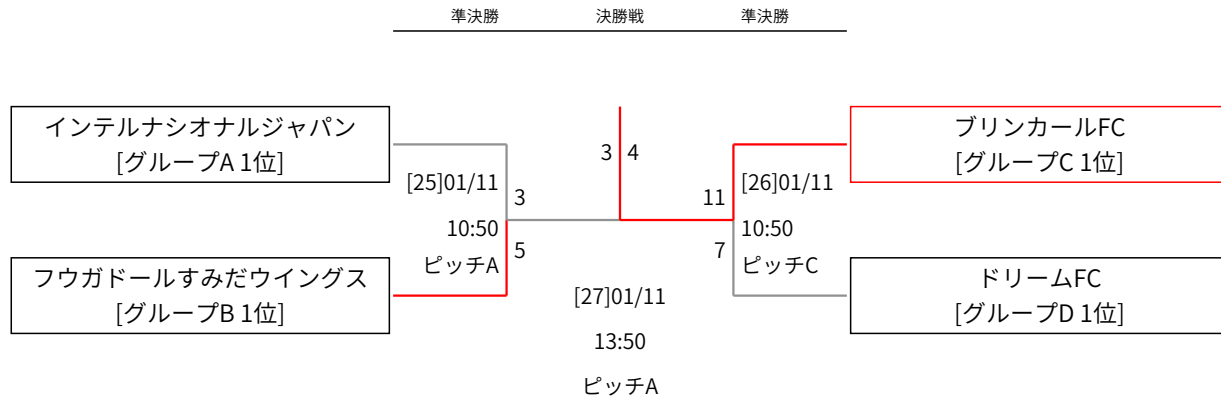 準決勝 決勝戦 準決勝
インテルナシオナルジャパン
[グループA 1位]
フウガドールすみだウイングス
[グループB 1位]
[25]01/11
10:50
ピッチA
3
5
3 4
[27]01/11
13:50
ピッチA
11
7
[26]01/11
10:50
ピッチC
ブリンカールFC
[グループC 1位]
ドリームFC
[グループD 1位]